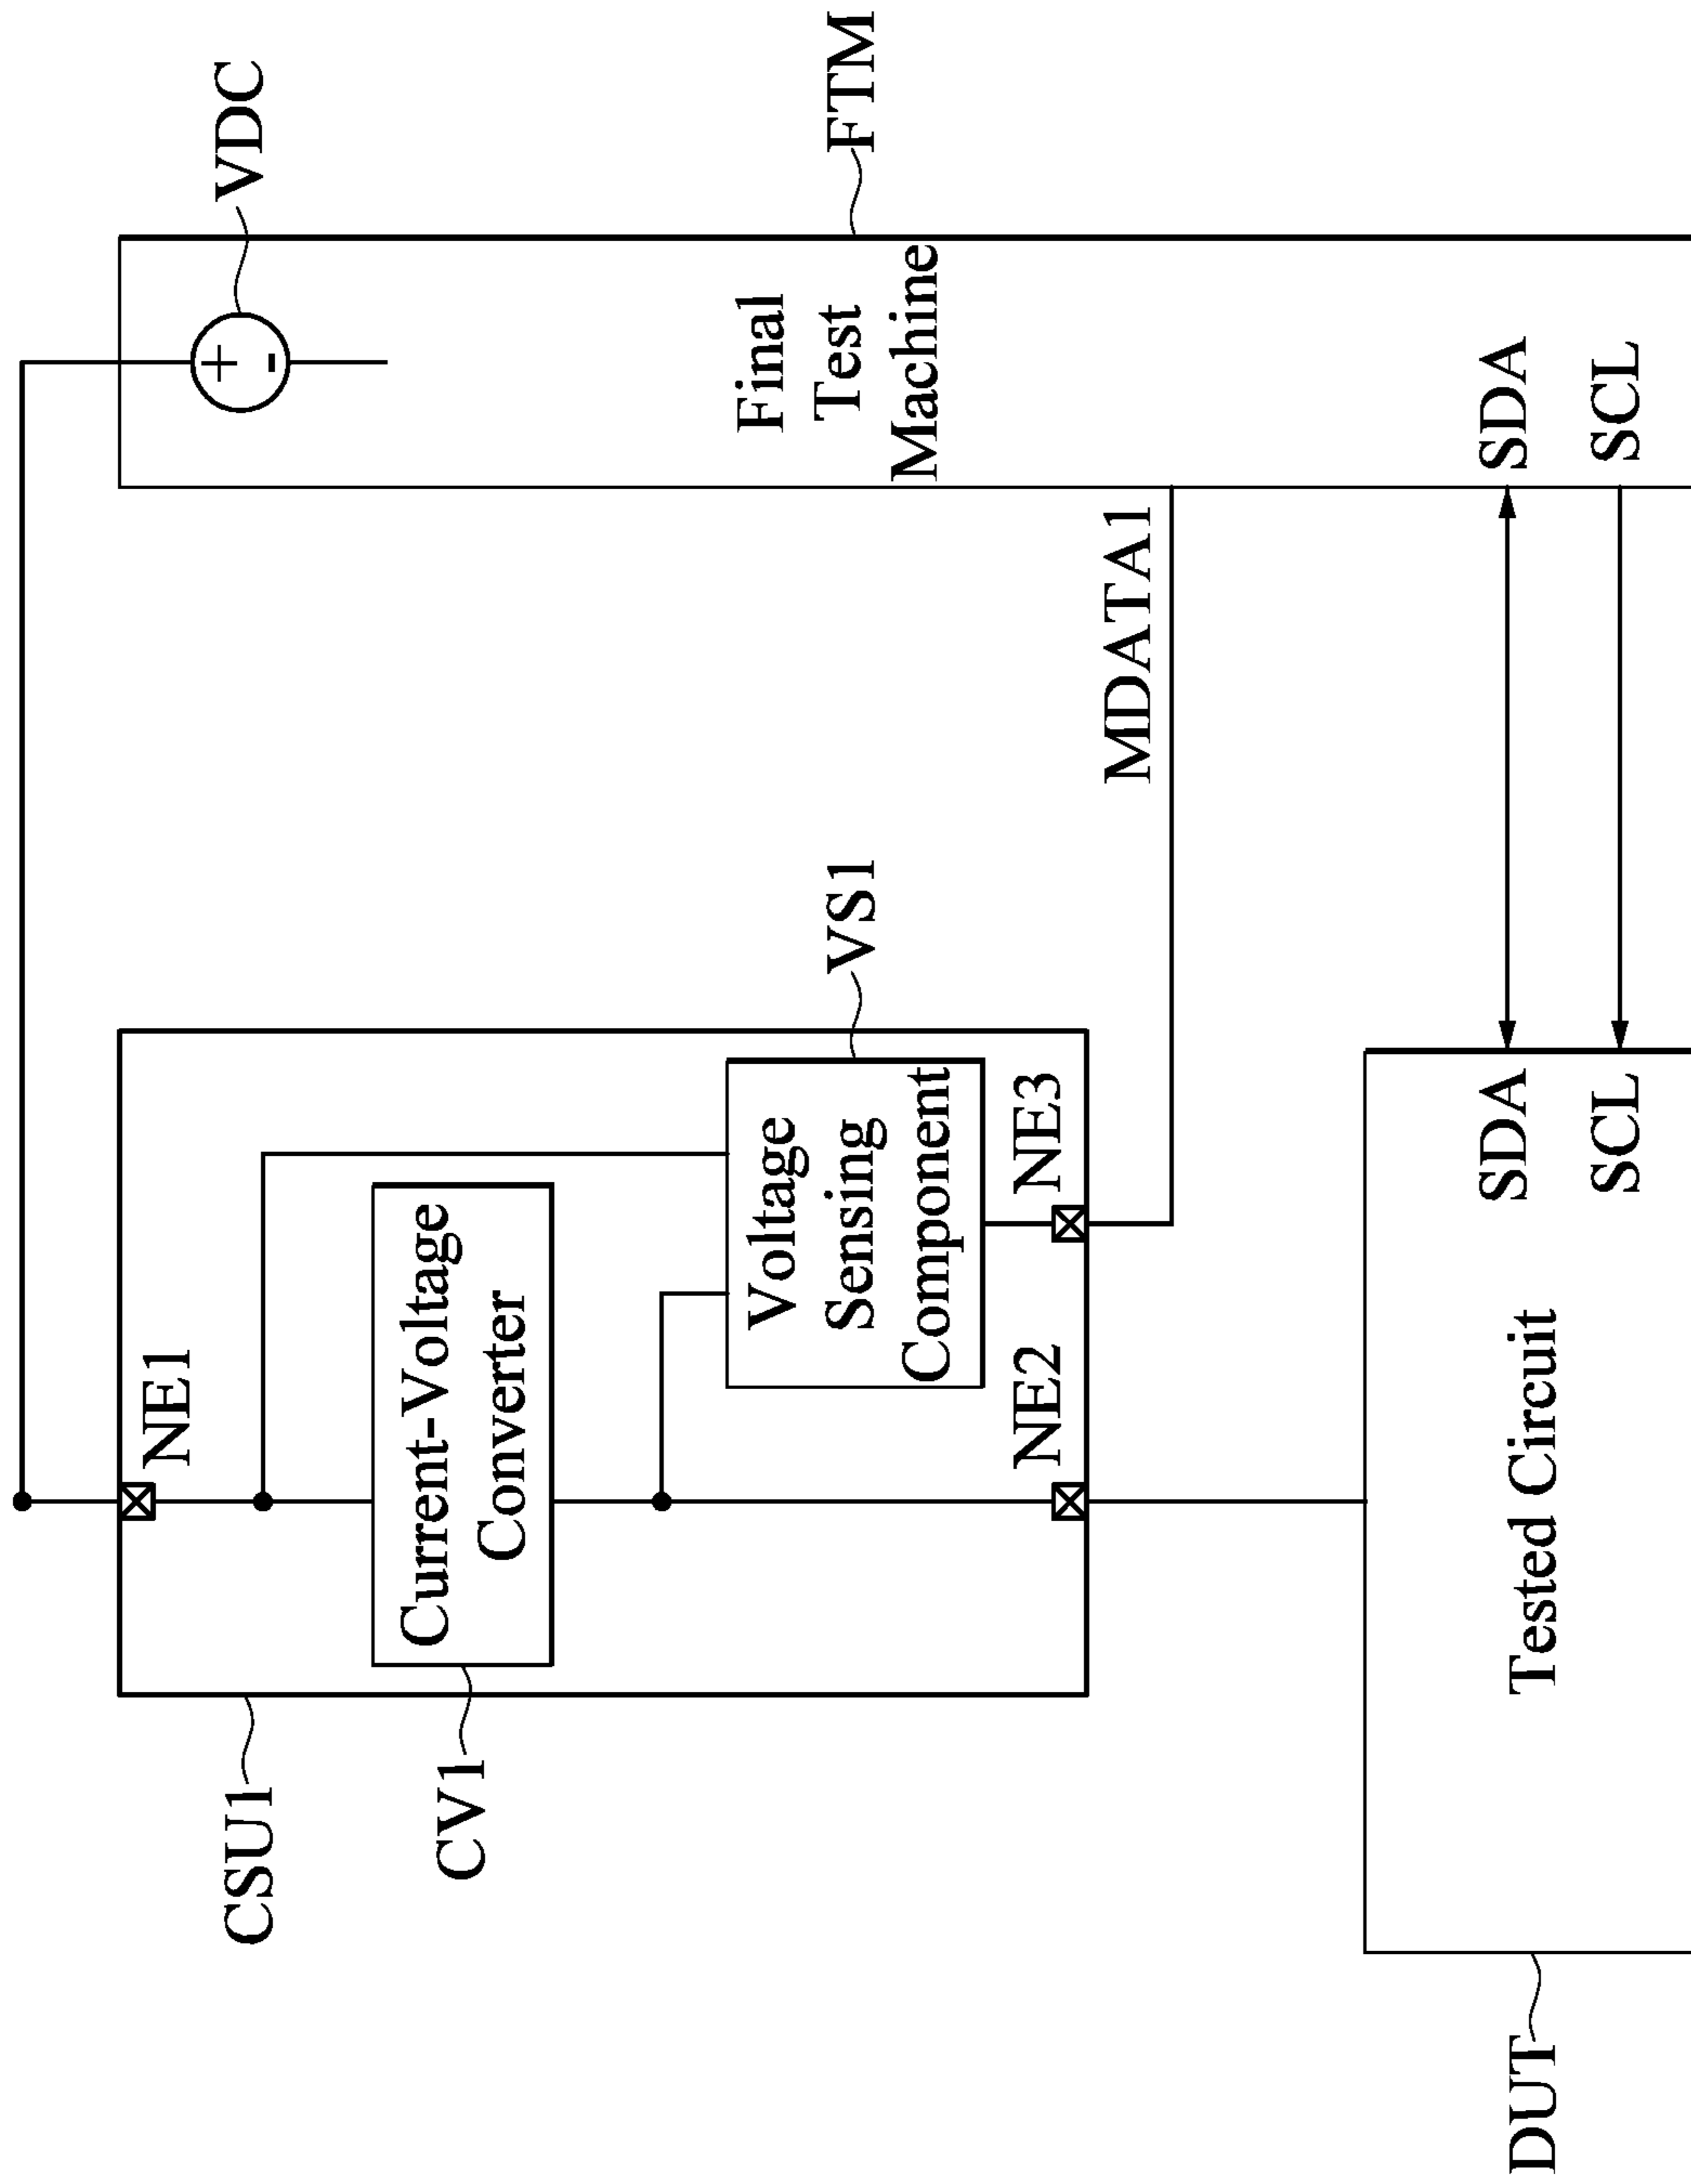 CSU1
NE1
VDC
CV1
Current-Voltage
Converter
VS1
Voltage
Sensing
Component
FTM
Final
Test
Machine
NE2
NE3
MDATA1
DUT
Tested Circuit
SDA
SDA
SCL
SCL
+
-